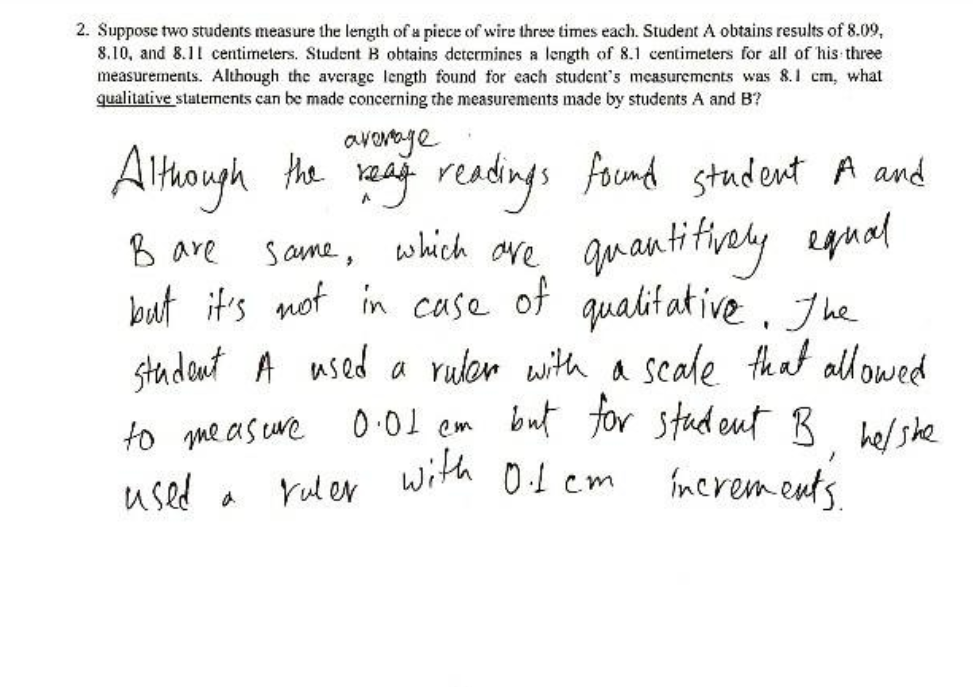 2. Suppose two students measure the length of a piece of wire three times each. Student A obtains results of 8.09,
8.10, and 8.11 centimeters. Student B obtains determines a length of 8.1 centimeters for all of his three
measurements. Although the average length found for each student's measurements was 8.1 cm, what
qualitative statements can be made concerning the measurements made by students A and B?
average
Although the readings found student A and
B are same, which are quantitively equal
but it's not in case of qualitative. The
student A used a ruler with a scale that allowed
to measure 0.01 cm but for student B, he/she
used a ruler with 0.1 cm increments.